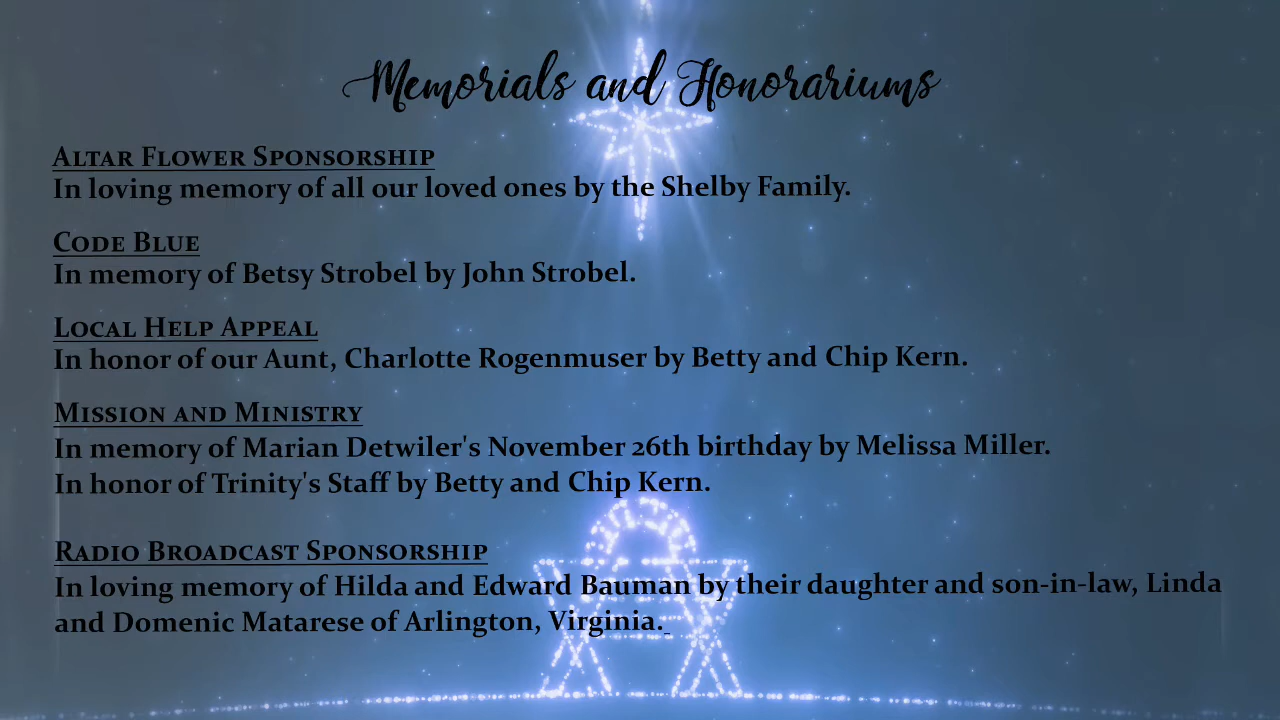 Memorials and Honorariums
Altar Flower Sponsorship
In loving memory of all our loved ones by the Shelby Family.
Code Blue
In memory of Betsy Strobel by John Strobel.
Local Help Appeal
In honor of our Aunt, Charlotte Rogenmuser by Betty and Chip Kern.
Mission and Ministry
In memory of Marian Detwiler's November 26th birthday by Melissa Miller.
In honor of Trinity's Staff by Betty and Chip Kern.
Radio Broadcast Sponsorship
In loving memory of Hilda and Edward Bauman by their daughter and son-in-law, Linda
and Domenic Matarese of Arlington, Virginia.